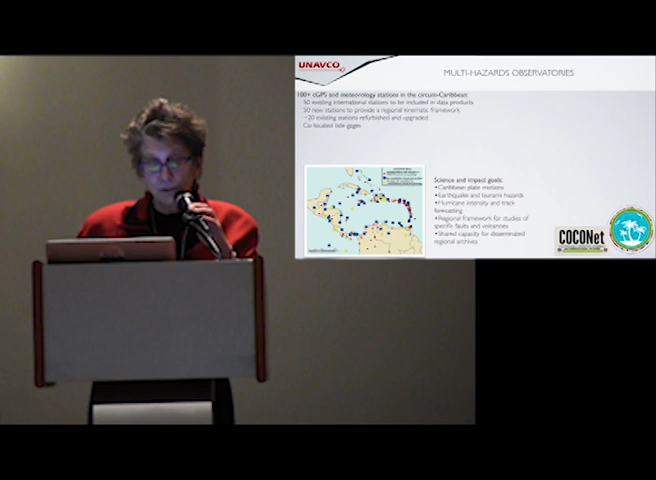 UNAVCO
MULTI-HAZARDS OBSERVATORIES
100+ cGPS and meteorology stations in the circum-Caribbean:
50 existing international stations to be included in data products
50 new stations to provide a regional kinematic framework
~20 existing stations refurbished and upgraded
Co-located tide gages
Science and impact goals:
•Caribbean plate motions
•Earthquake and tsunami hazards
•Hurricane intensity and track
forecasting
•Regional framework for studies of
specific faults and volcanoes
•Shared capacity for disseminated
regional archives
COCONet